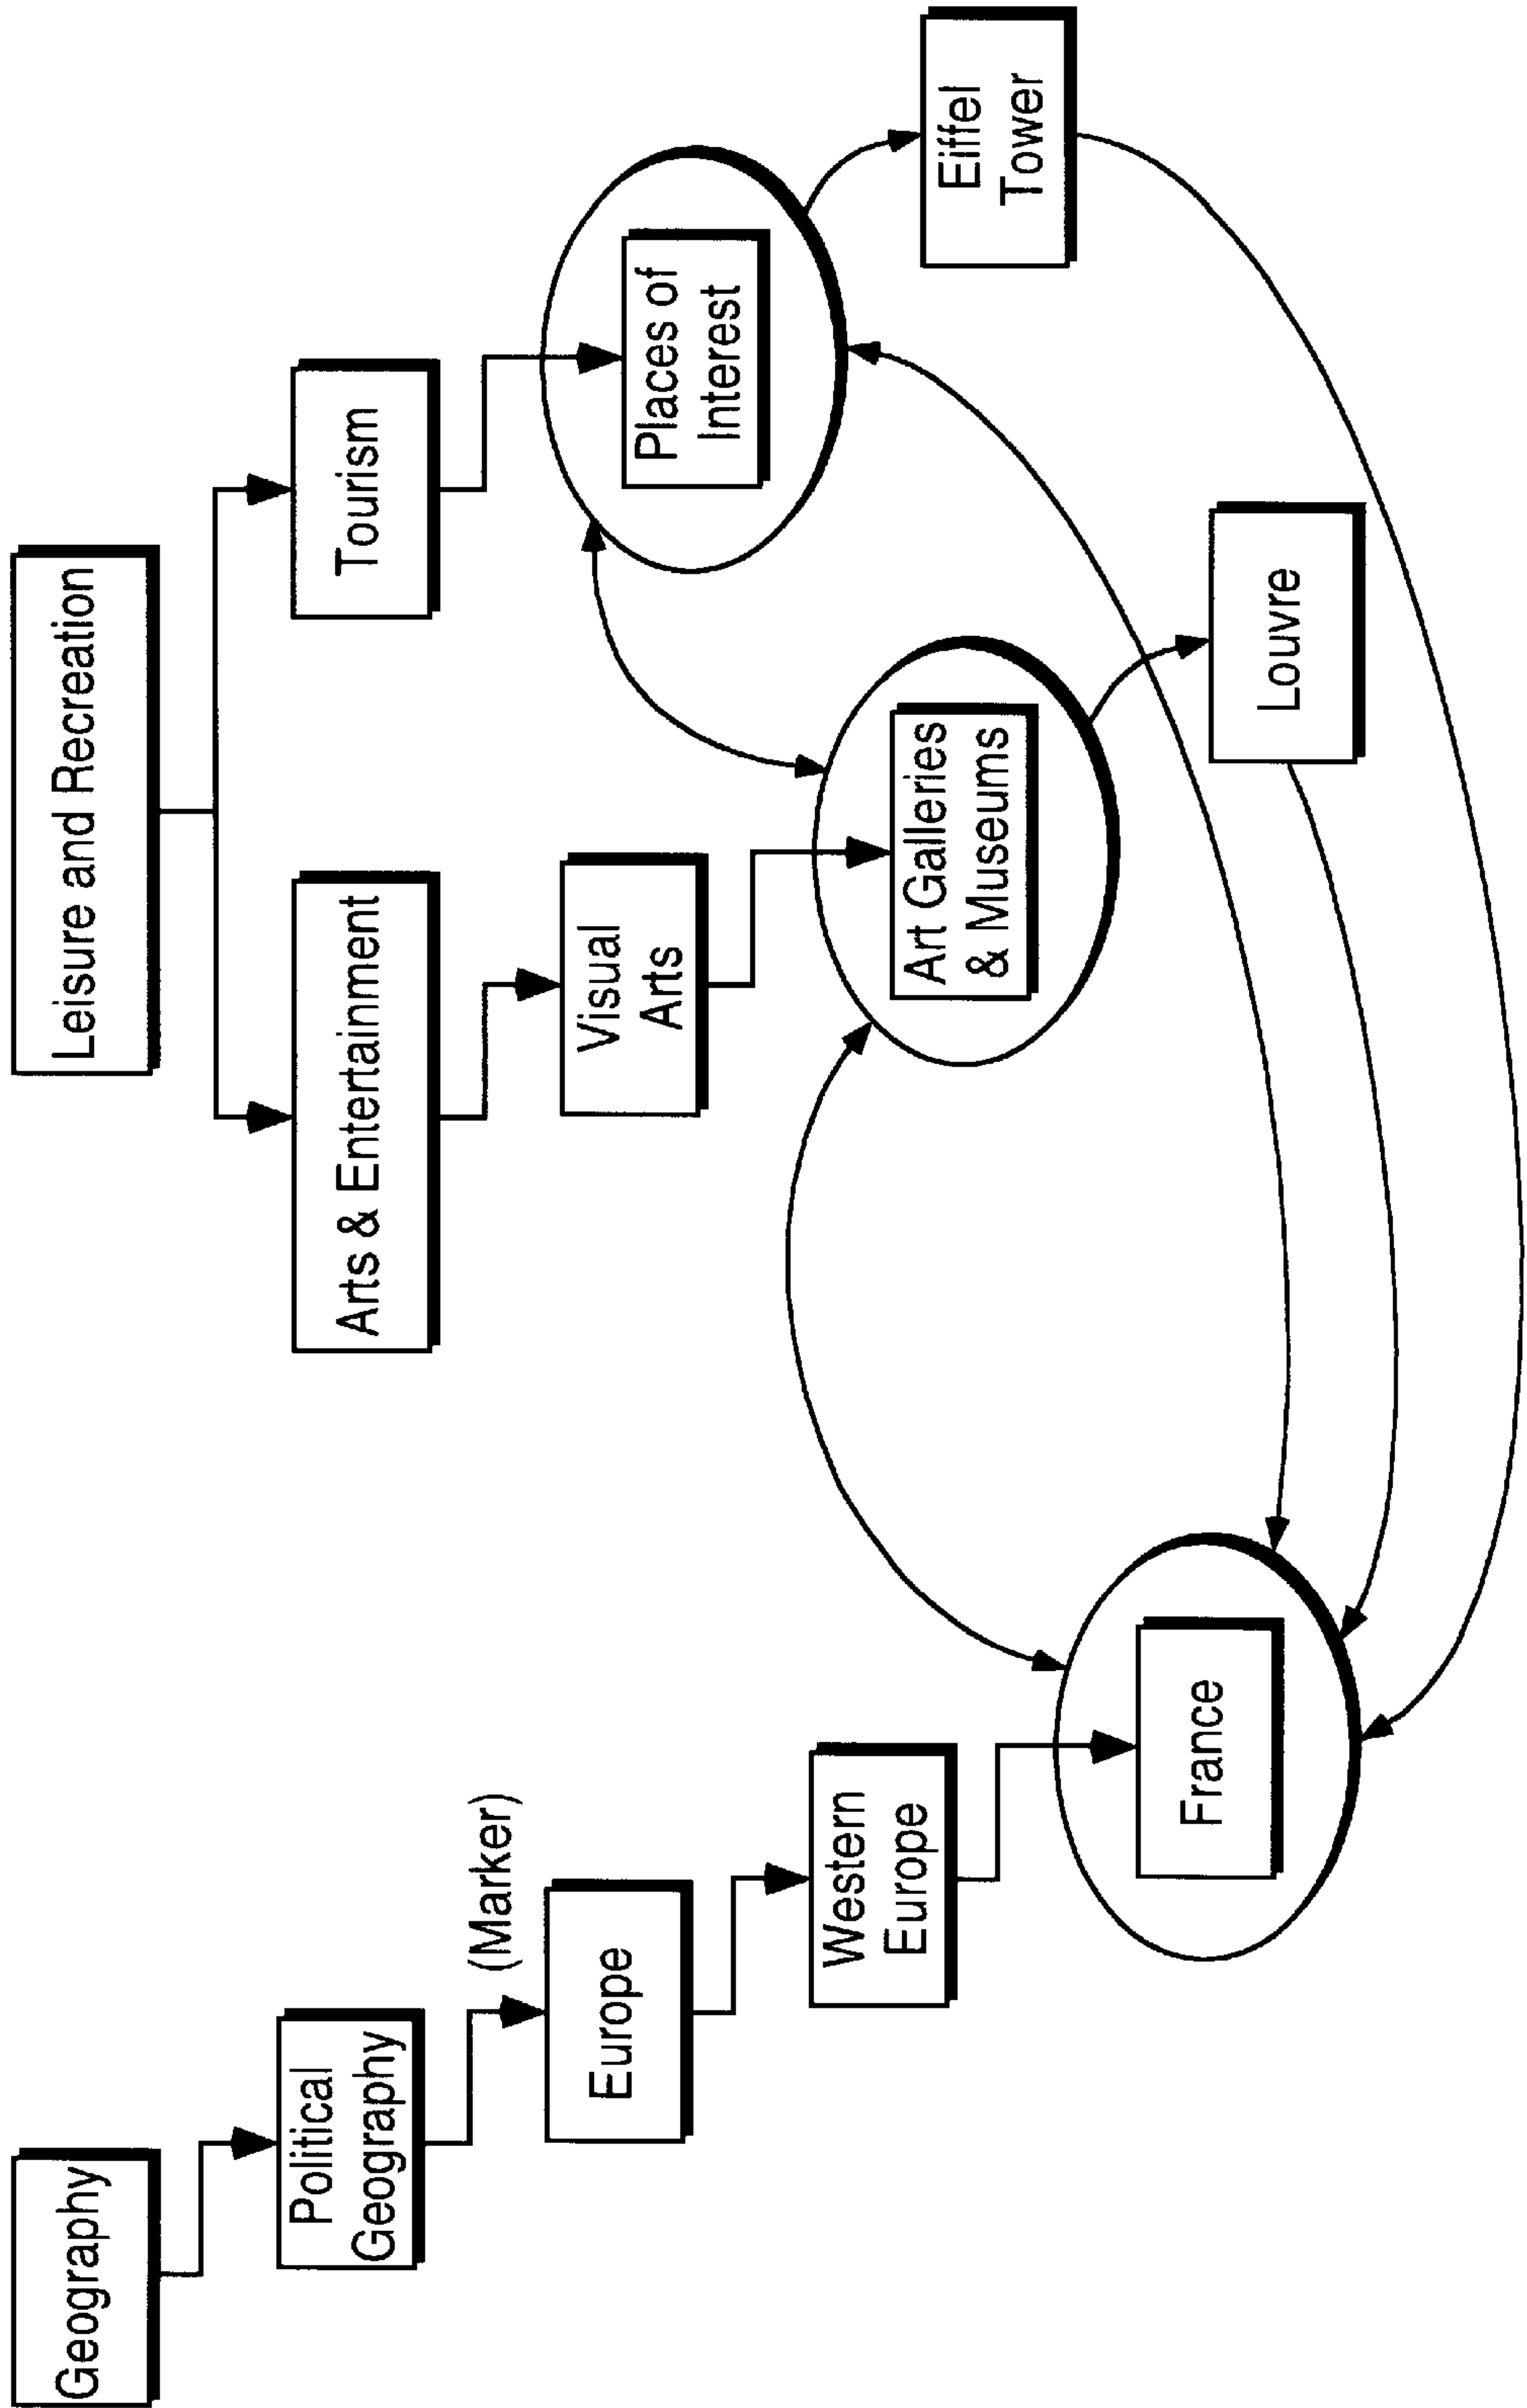 Geography
Political
Geography
(Marker)
Europe
Western
Europe
France
Leisure and Recreation
Arts & Entertainment
Visual
Arts
Art Galleries
& Museums
Louvre
Tourism
Places of
Interest
Eiffel
Tower